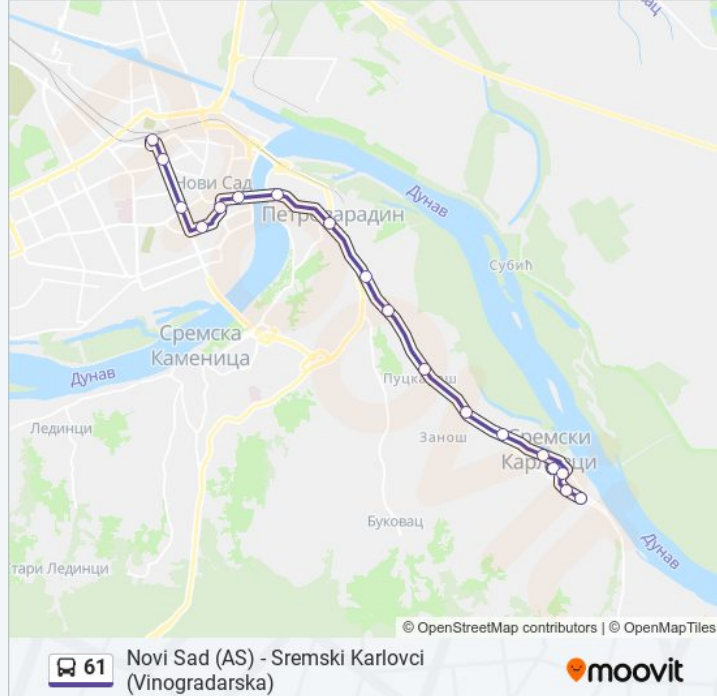 Нови Сад
Дунав
Петроварадин
Субић
Сремска
Каменица
Дунав
Лединци
Сремски
Карловци
Занош
Буковац
тари Лединци
Дунав
© OpenStreetMap contributors | © OpenMapTiles
61
Novi Sad (AS) - Sremski Karlovci
(Vinogradarska)
moovit